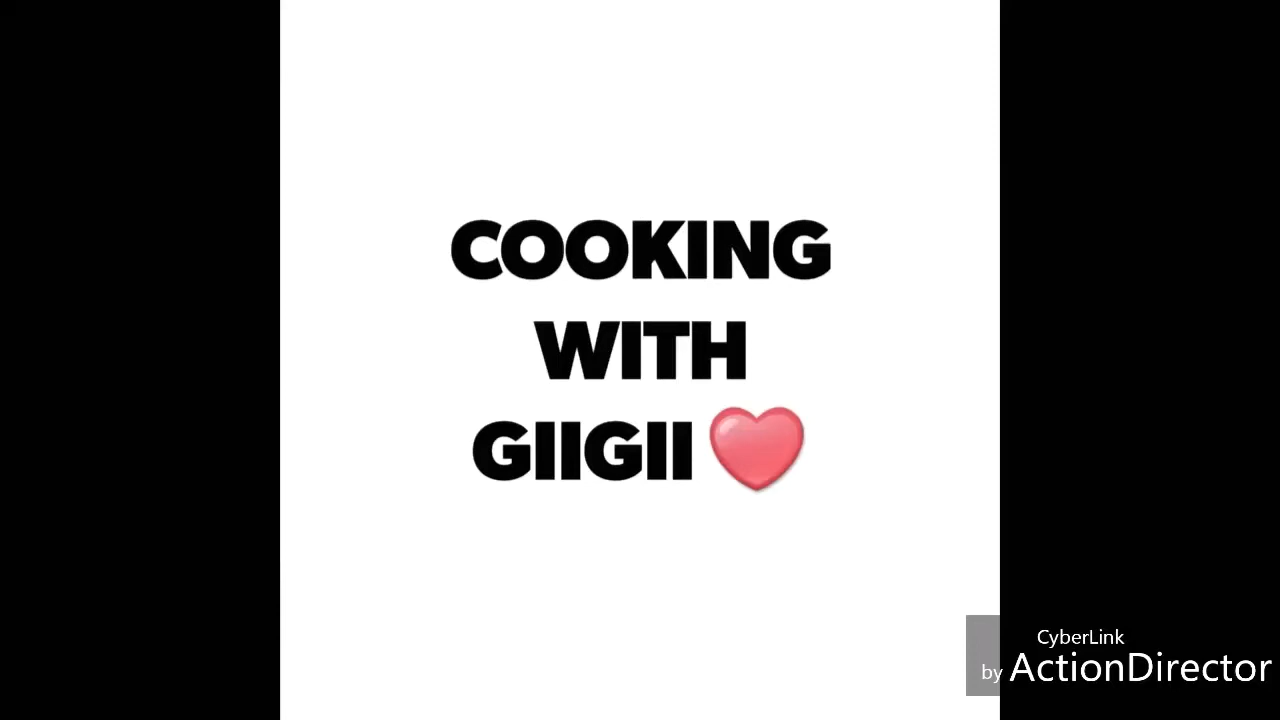 COOKING
WITH
GIIGII
CyberLink
by ActionDirector